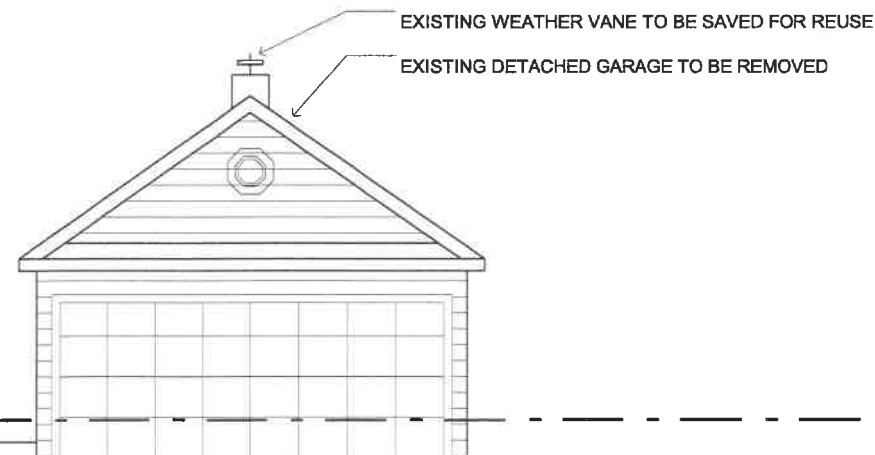 EXISTING WEATHER VANE TO BE SAVED FOR REUSE
EXISTING DETACHED GARAGE TO BE REMOVED